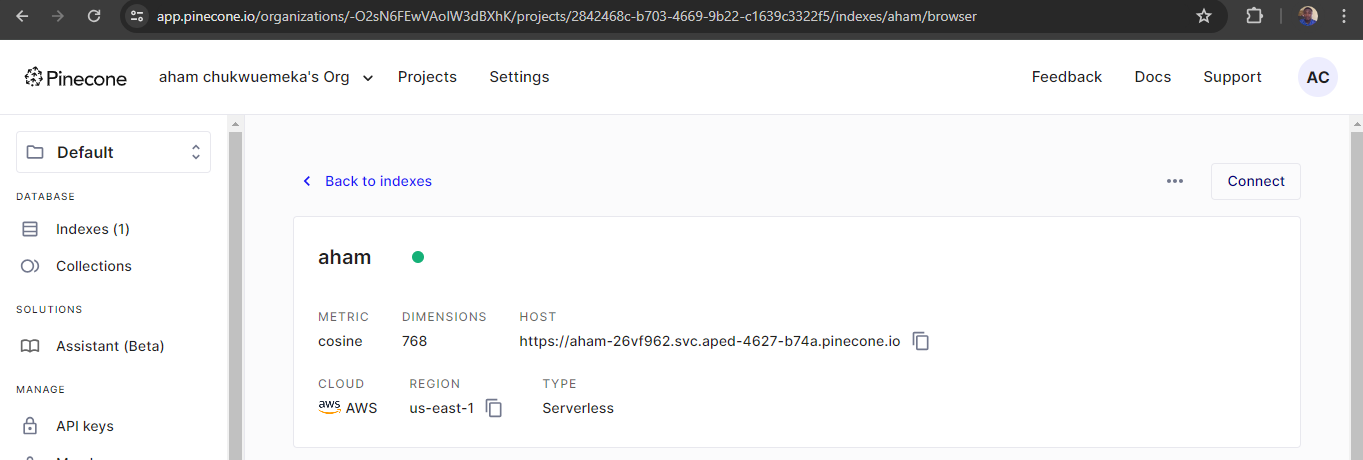 app.pinecone.io/organizations/-O2sN6FEwVAoIW3dBXhK/projects/2842468c-b703-4669-9b22-c1639c3322f5/indexes/aham/browser
Pinecone aham chukwuemeka's Org Projects Settings Feedback Docs Support AC
Default
DATABASE
Indexes (1)
Collections
SOLUTIONS
Assistant (Beta)
MANAGE
API keys
Back to indexes Connect
aham
METRIC DIMENSIONS HOST
cosine 768 https://aham-26vf962.svc.aped-4627-b74a.pinecone.io
CLOUD REGION TYPE
aws AWS us-east-1 Serverless